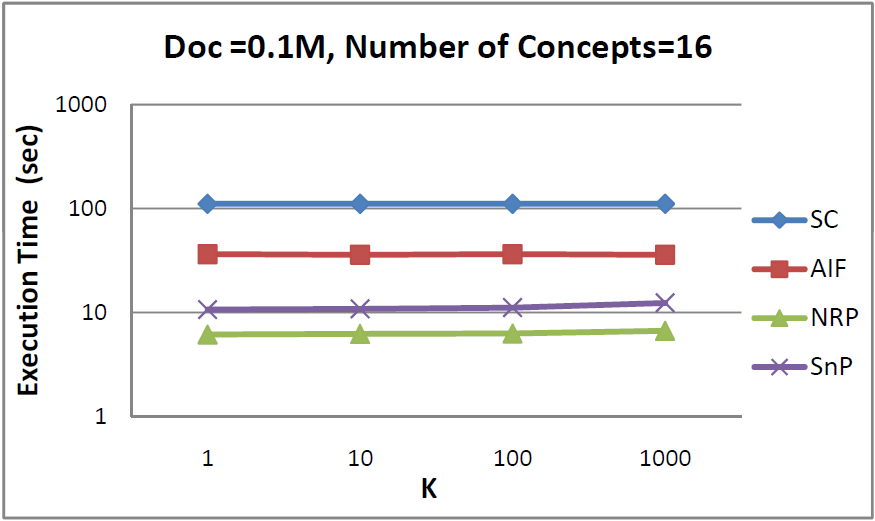 Doc =0.1M, Number of Concepts=16
Execution Time (sec)
1000
100
10
1
1 10 100 1000
K
SC
AIF
NRP
SnP